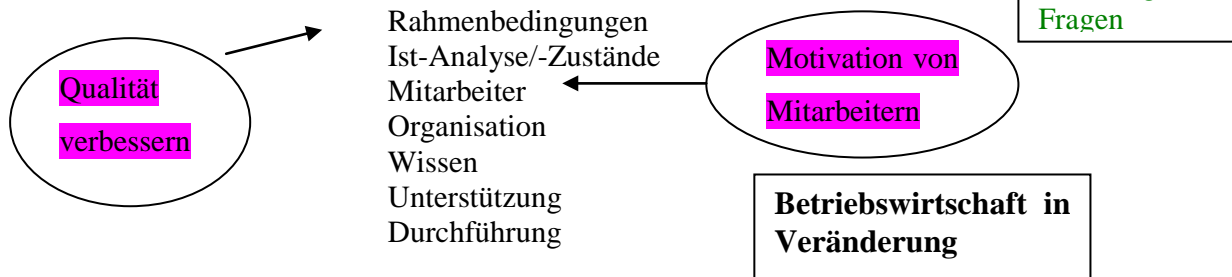 Fragen
Rahmenbedingungen
Ist-Analyse/-Zustände
Mitarbeiter
Organisation
Wissen
Unterstützung
Durchführung
Qualität
verbessern
Motivation von
Mitarbeitern
Betriebswirtschaft in
Veränderung